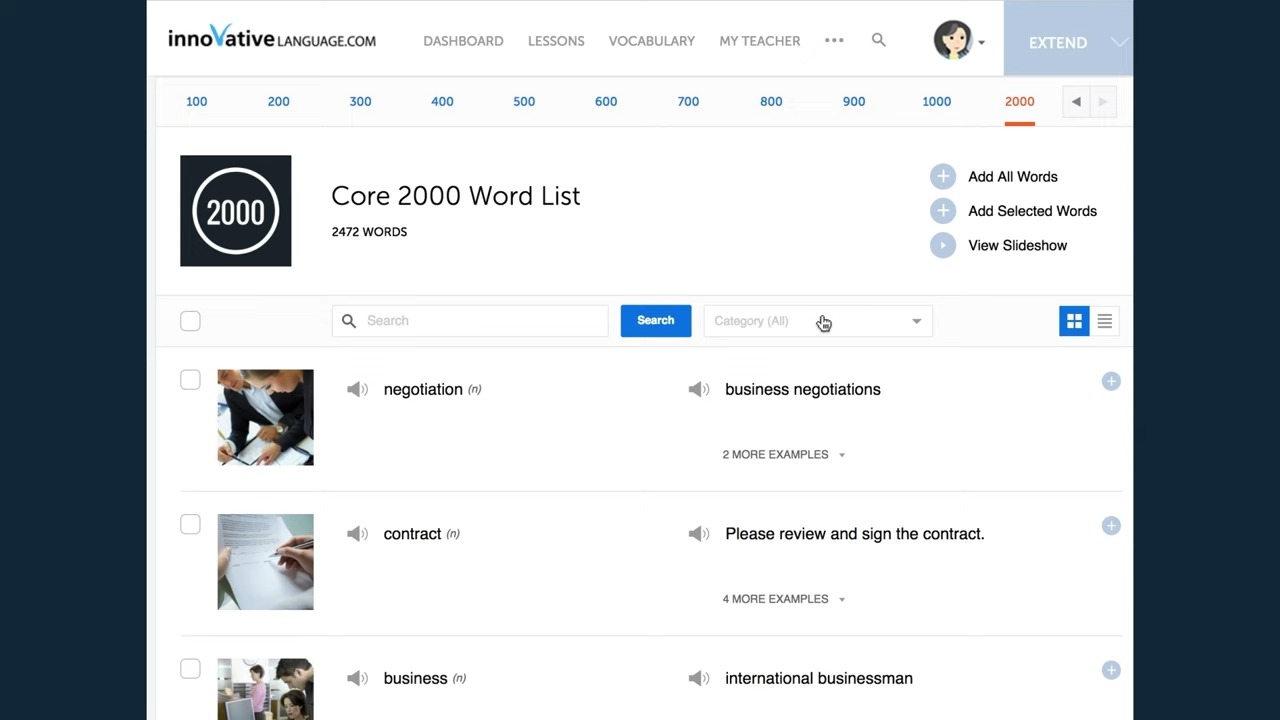 innoVative LANGUAGE.COM
DASHBOARD LESSONS VOCABULARY MY TEACHER EXTEND
100 200 300 400 500 600 700 800 900 1000 2000
2000
Core 2000 Word List
2472 WORDS
Add All Words
Add Selected Words
View Slideshow
Search Search Category (All)
negotiation (n) business negotiations
2 MORE EXAMPLES
contract (n) Please review and sign the contract.
4 MORE EXAMPLES
business (n) international businessman